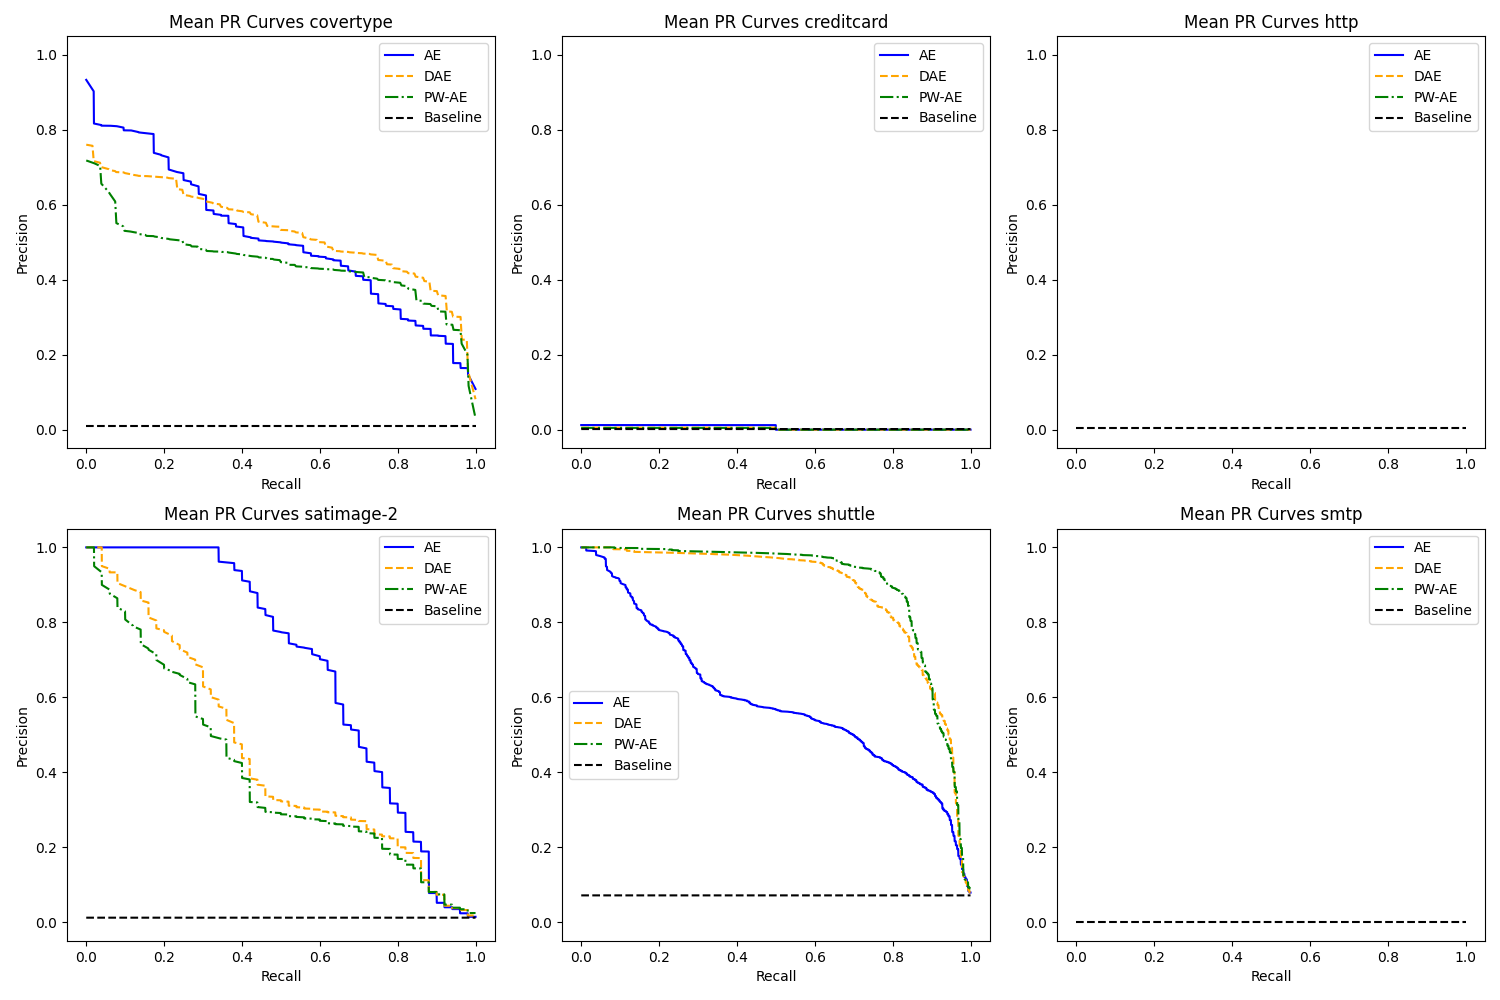 Mean PR Curves covertype
1.0
0.8
0.6
0.4
0.2
0.0
Precision
0.0 0.2 0.4 0.6 0.8 1.0
Recall
AE
DAE
PW-AE
Baseline
Mean PR Curves creditcard
1.0
0.8
0.6
0.4
0.2
0.0
Precision
0.0 0.2 0.4 0.6 0.8 1.0
Recall
AE
DAE
PW-AE
Baseline
Mean PR Curves http
1.0
0.8
0.6
0.4
0.2
0.0
Precision
0.0 0.2 0.4 0.6 0.8 1.0
Recall
AE
DAE
PW-AE
Baseline
Mean PR Curves satimage-2
1.0
0.8
0.6
0.4
0.2
0.0
Precision
0.0 0.2 0.4 0.6 0.8 1.0
Recall
AE
DAE
PW-AE
Baseline
Mean PR Curves shuttle
1.0
0.8
0.6
0.4
0.2
0.0
Precision
0.0 0.2 0.4 0.6 0.8 1.0
Recall
AE
DAE
PW-AE
Baseline
Mean PR Curves smtp
1.0
0.8
0.6
0.4
0.2
0.0
Precision
0.0 0.2 0.4 0.6 0.8 1.0
Recall
AE
DAE
PW-AE
Baseline